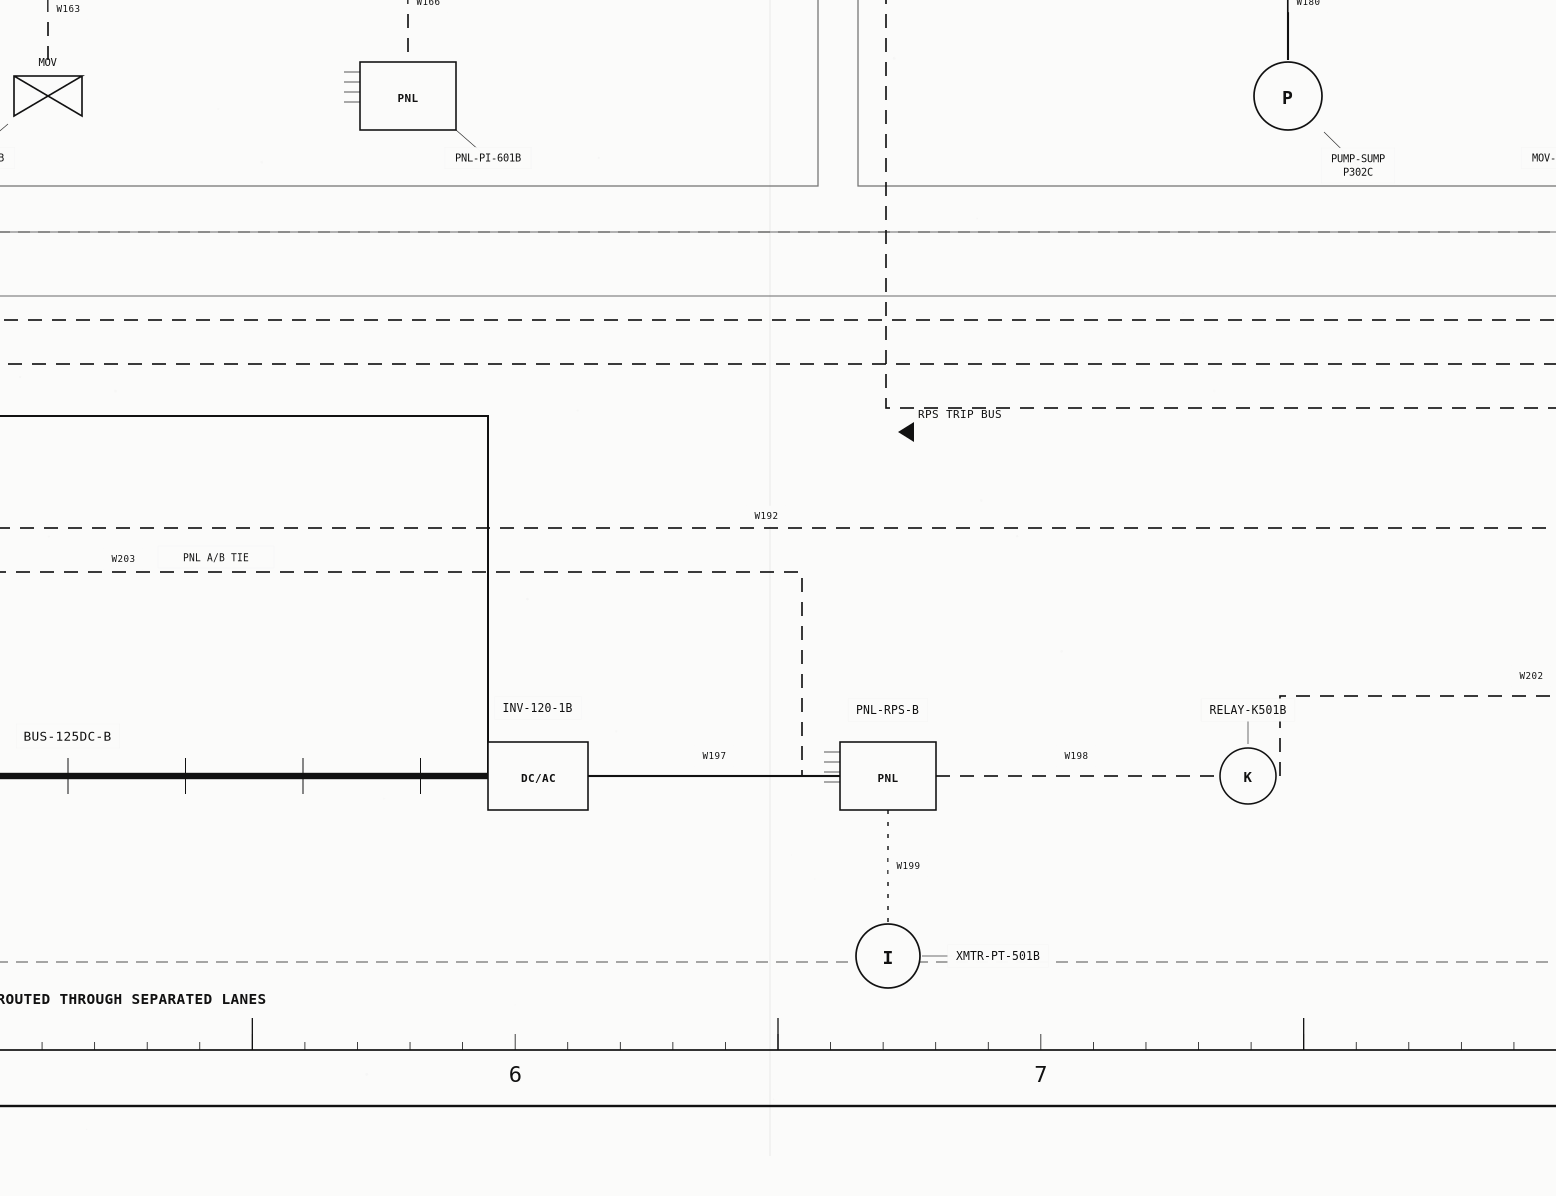 W163
W166
W180
MOV
PNL
P
B
PNL-PI-601B
PUMP-SUMP
P302C
MOV-
RPS TRIP BUS
W192
W203
PNL A/B TIE
W202
INV-120-1B
PNL-RPS-B
RELAY-K501B
BUS-125DC-B
W197
W198
DC/AC
PNL
K
W199
I
XMTR-PT-501B
ROUTED THROUGH SEPARATED LANES
6
7